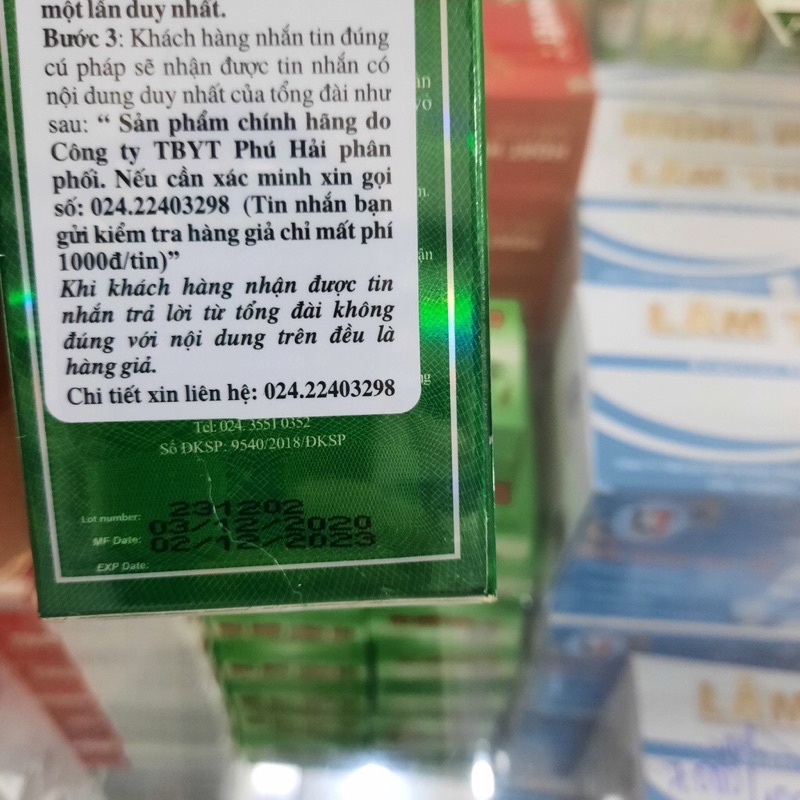 một lần duy nhất.
Bước 3: Khách hàng nhắn tin đúng
cú pháp sẽ nhận được tin nhắn có
nội dung duy nhất của tổng đài như
sau: “ Sản phẩm chính hãng do
Công ty TBYT Phú Hải phân
phối. Nếu cần xác minh xin gọi
số: 024.22403298 (Tin nhắn bạn
gửi kiểm tra hàng giả chỉ mất phí
1000đ/tin)”
Khi khách hàng nhận được tin
nhắn trả lời từ tổng đài không
đúng với nội dung trên đều là
hàng giả.
Chi tiết xin liên hệ: 024.22403298
Tel: 024. 3551 0352
Số ĐKSP: 9540/2018/ĐKSP
Lot number: 231202
MF Date: 03/12/2020
EXP Date: 02/12/2023
LÂM
LÂM
LÂM